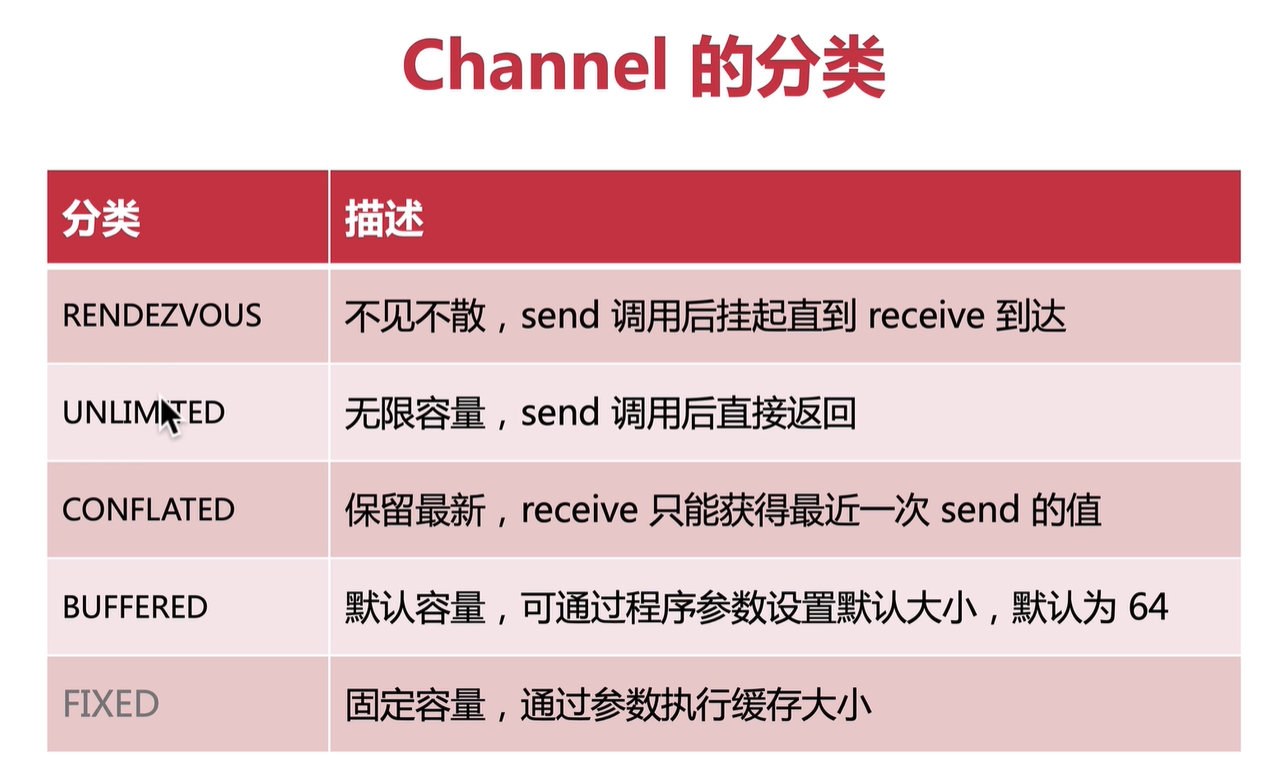 Channel 的分类
分类 描述
RENDEZVOUS 不见不散，send 调用后挂起直到 receive 到达
UNLIMITED 无限容量，send 调用后直接返回
CONFLATED 保留最新，receive 只能获得最近一次 send 的值
BUFFERED 默认容量，可通过程序参数设置默认大小，默认为 64
FIXED 固定容量，通过参数执行缓存大小